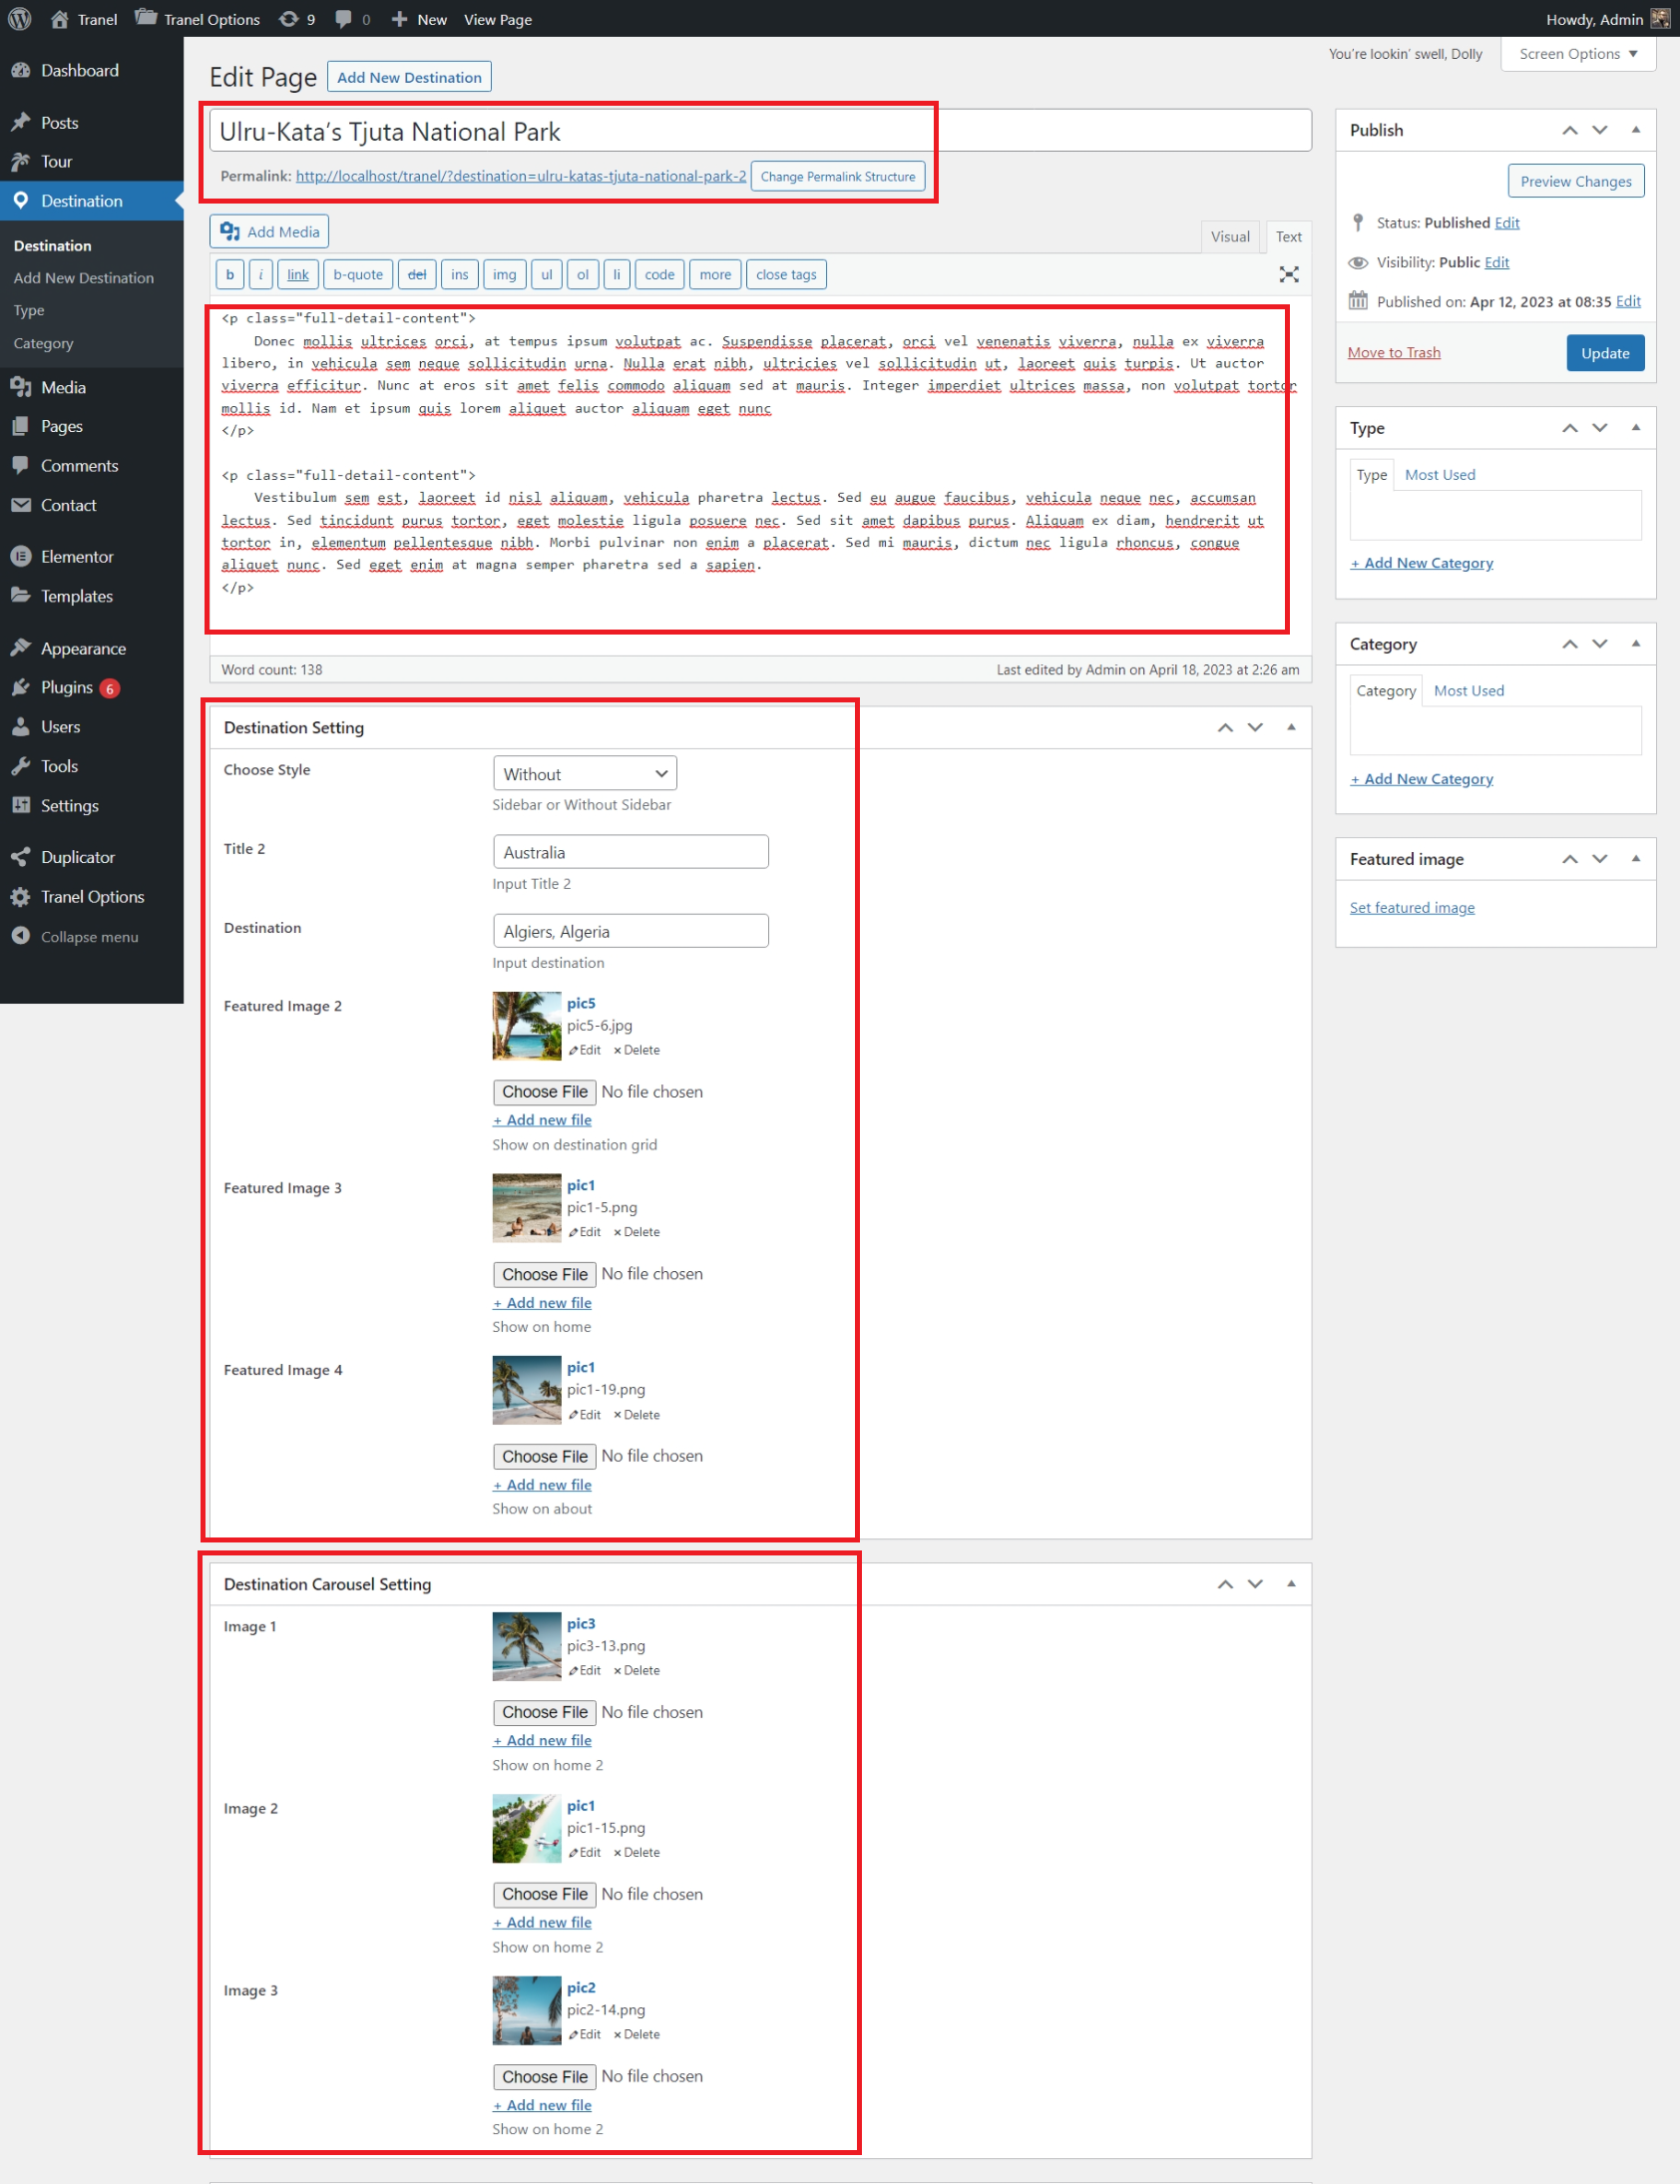 Tranel Tranel Options 9 0 New View Page Howdy, Admin
You're lookin' swell, Dolly Screen Options
Dashboard
Posts
Tour
Destination
Destination
Add New Destination
Type
Category
Media
Pages
Comments
Contact
Elementor
Templates
Appearance
Plugins 6
Users
Tools
Settings
Duplicator
Tranel Options
Collapse menu
Edit Page Add New Destination
Ulru-Kata’s Tjuta National Park
Permalink: http://localhost/tranel/?destination=ulru-katas-tjuta-national-park-2 Change Permalink Structure
Add Media
Visual Text
b i link b-quote del ins img ul ol li code more close tags
<p class="full-detail-content">
Donec mollis ultrices orci, at tempus ipsum volutpat ac. Suspendisse placerat, orci vel venenatis viverra, nulla ex viverra
libero, in vehicula sem neque sollicitudin urna. Nulla erat nibh, ultricies vel sollicitudin ut, laoreet quis turpis. Ut auctor
viverra efficitur. Nunc at eros sit amet felis commodo aliquam sed at mauris. Integer imperdiet ultrices massa, non volutpat tortor
mollis id. Nam et ipsum quis lorem aliquet auctor aliquam eget nunc
</p>
<p class="full-detail-content">
Vestibulum sem est, laoreet id nisl aliquam, vehicula pharetra lectus. Sed eu augue faucibus, vehicula neque nec, accumsan
lectus. Sed tincidunt purus tortor, eget molestie ligula posuere nec. Sed sit amet dapibus purus. Aliquam ex diam, hendrerit ut
tortor in, elementum pellentesque nibh. Morbi pulvinar non enim a placerat. Sed mi mauris, dictum nec ligula rhoncus, congue
aliquet nunc. Sed eget enim at magna semper pharetra sed a sapien.
</p>
Word count: 138 Last edited by Admin on April 18, 2023 at 2:26 am
Destination Setting
Choose Style Without
Sidebar or Without Sidebar
Title 2 Australia
Input Title 2
Destination Algiers, Algeria
Input destination
Featured Image 2 pic5
pic5-6.jpg
Edit × Delete
Choose File No file chosen
+ Add new file
Show on destination grid
Featured Image 3 pic1
pic1-5.png
Edit × Delete
Choose File No file chosen
+ Add new file
Show on home
Featured Image 4 pic1
pic1-19.png
Edit × Delete
Choose File No file chosen
+ Add new file
Show on about
Destination Carousel Setting
Image 1 pic3
pic3-13.png
Edit × Delete
Choose File No file chosen
+ Add new file
Show on home 2
Image 2 pic1
pic1-15.png
Edit × Delete
Choose File No file chosen
+ Add new file
Show on home 2
Image 3 pic2
pic2-14.png
Edit × Delete
Choose File No file chosen
+ Add new file
Show on home 2
Publish
Preview Changes
Status: Published Edit
Visibility: Public Edit
Published on: Apr 12, 2023 at 08:35 Edit
Move to Trash Update
Type
Type Most Used
+ Add New Category
Category
Category Most Used
+ Add New Category
Featured image
Set featured image